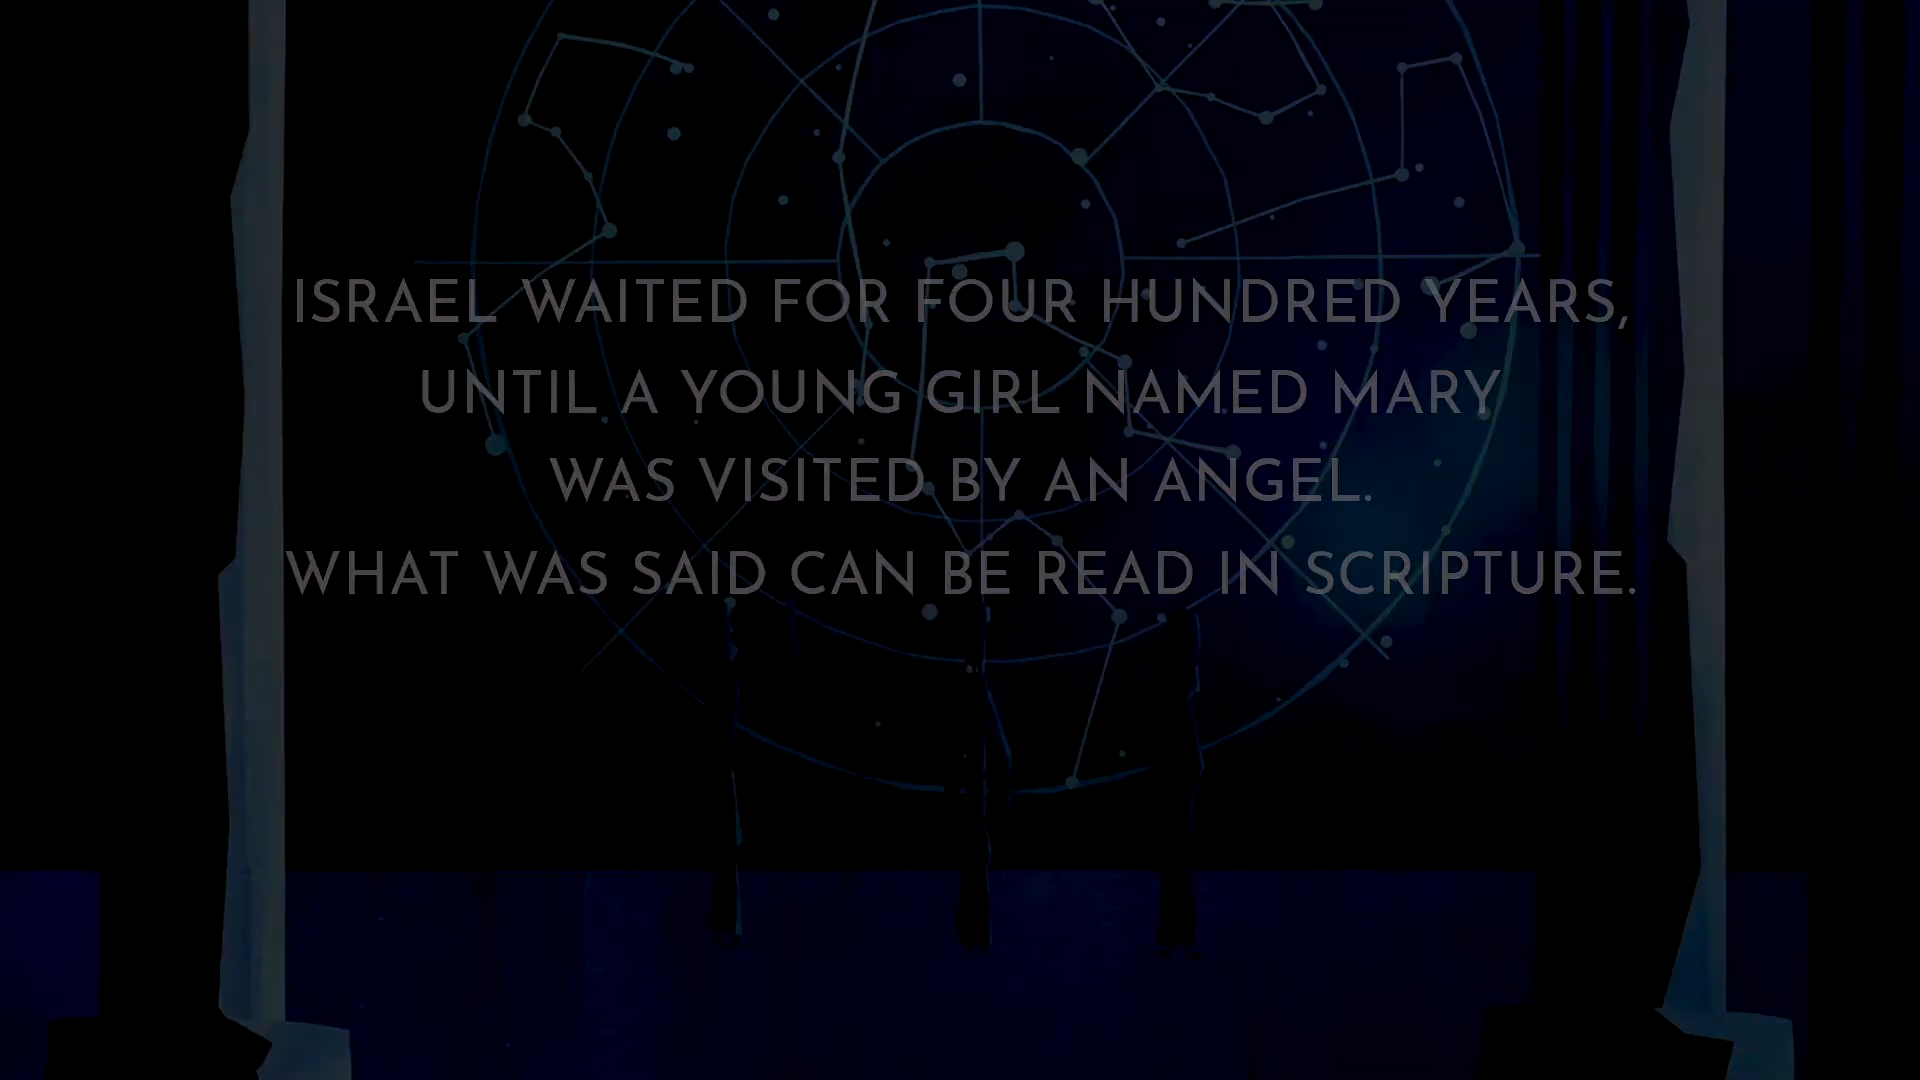 ISRAEL WAITED FOR FOUR HUNDRED YEARS,
UNTIL A YOUNG GIRL NAMED MARY
WAS VISITED BY AN ANGEL.
WHAT WAS SAID CAN BE READ IN SCRIPTURE.